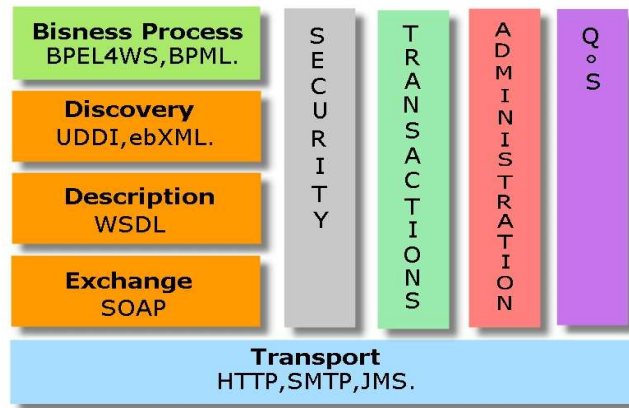 Bisness Process
BPEL4WS,BPML.
Discovery
UDDI,ebXML.
Description
WSDL
Exchange
SOAP
SECURITY
TRANSACTIONS
ADMINISTRATION
QoS
Transport
HTTP,SMTP,JMS.